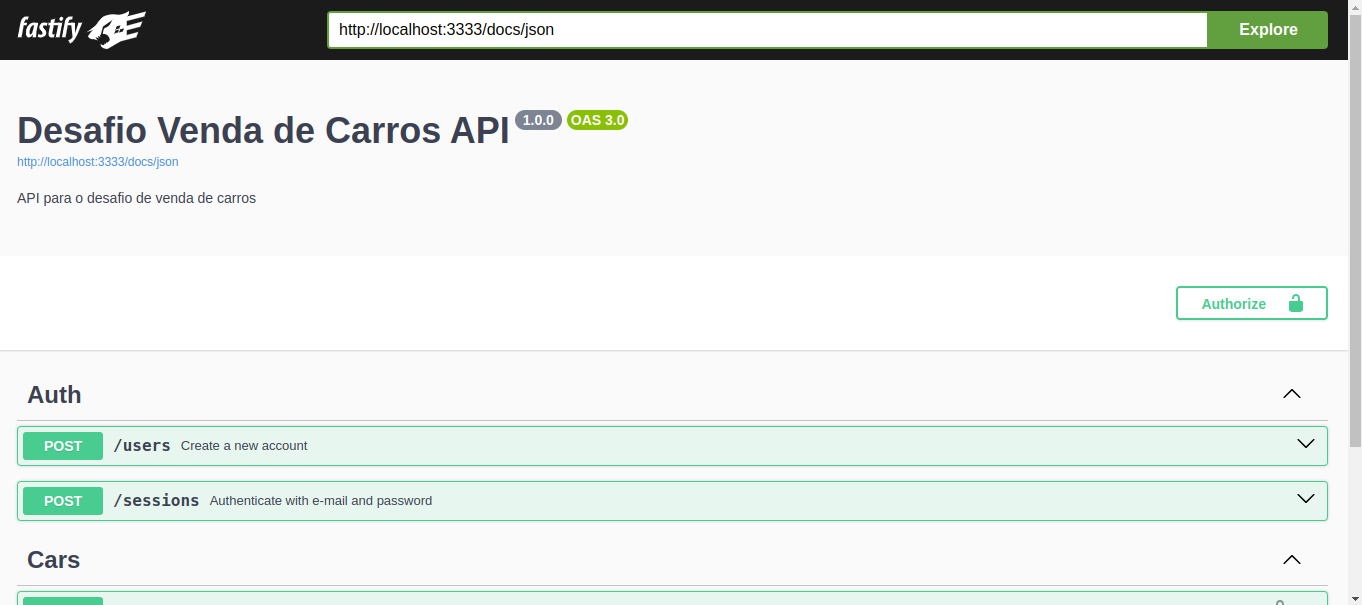 fastify http://localhost:3333/docs/json Explore
Desafio Venda de Carros API 1.0.0 OAS 3.0
http://localhost:3333/docs/json
API para o desafio de venda de carros
Authorize
Auth
POST /users Create a new account
POST /sessions Authenticate with e-mail and password
Cars